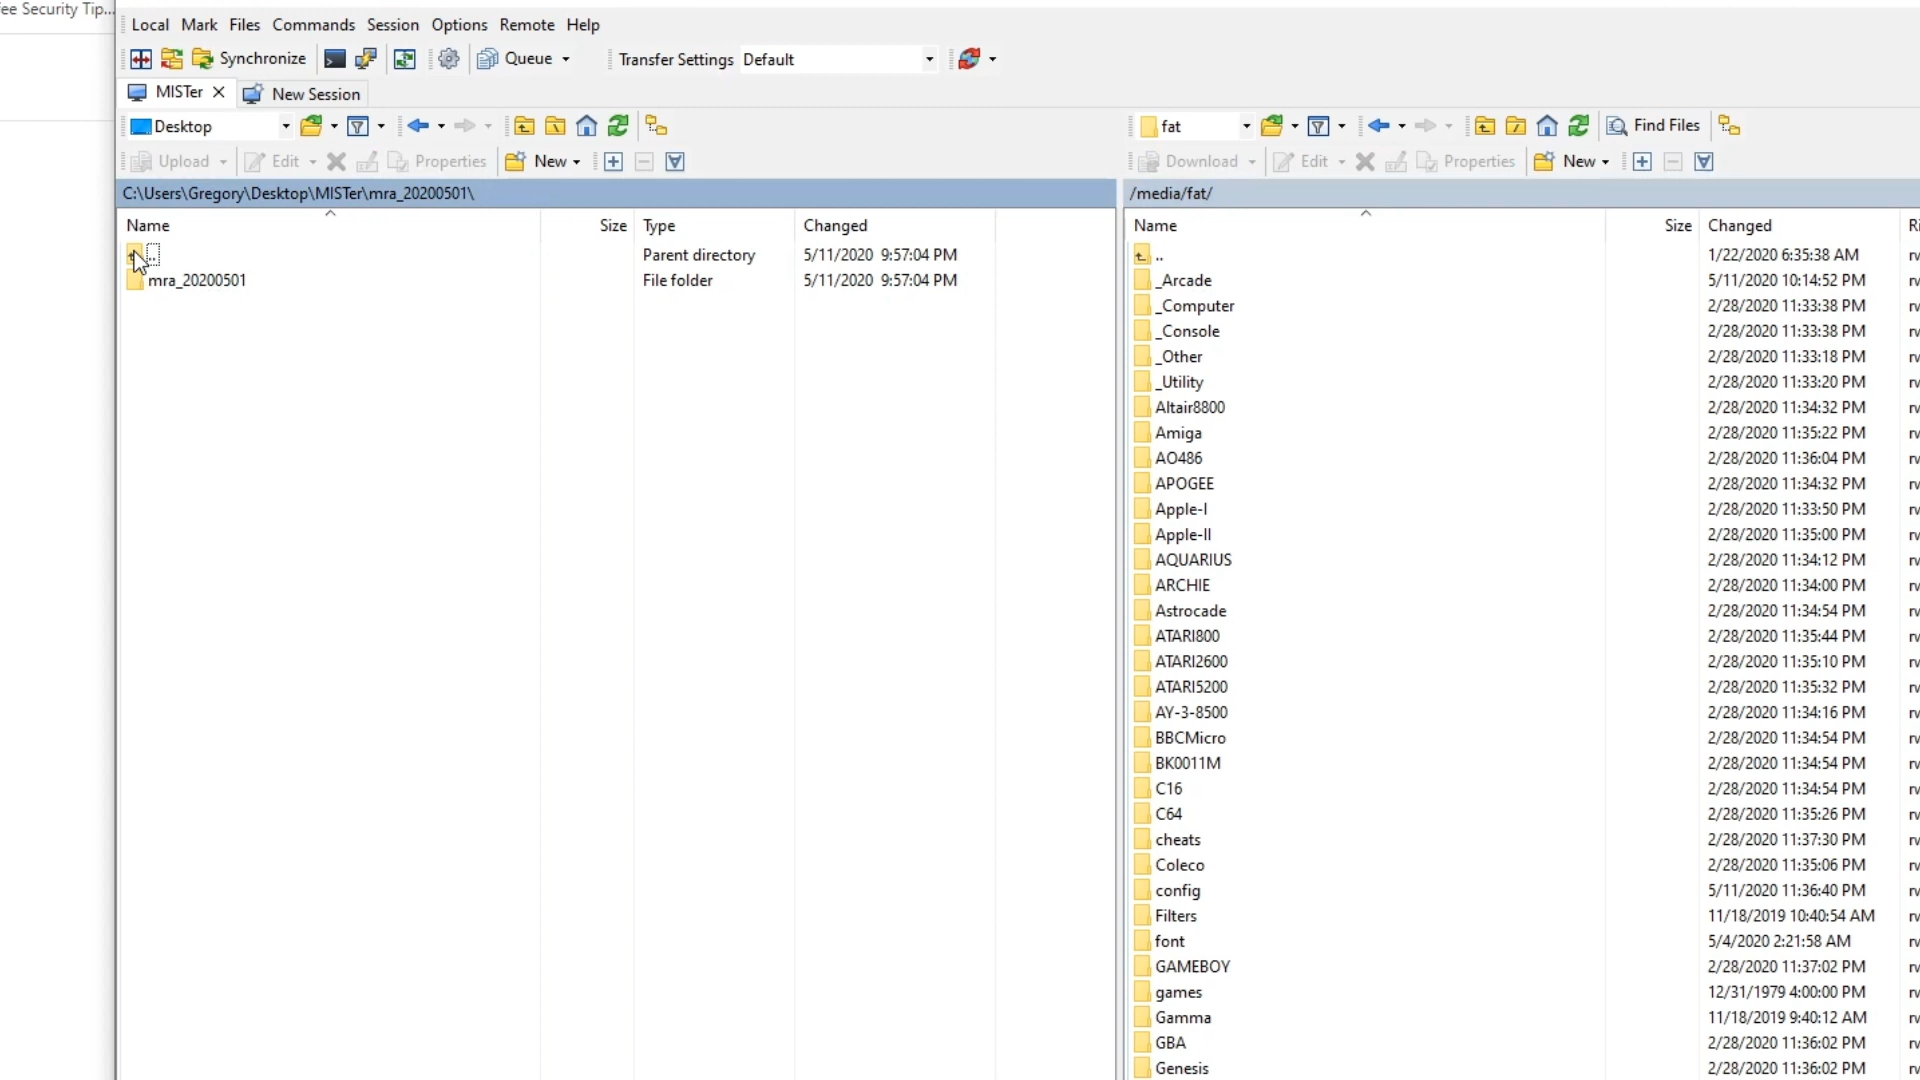 ee Security Tip...
Local Mark Files Commands Session Options Remote Help
Synchronize Queue Transfer Settings Default
MISTer New Session
Desktop
Upload Edit Properties New
C:\Users\Gregory\Desktop\MISTer\mra_20200501\
Name Size Type Changed
.. Parent directory 5/11/2020 9:57:04 PM
mra_20200501 File folder 5/11/2020 9:57:04 PM
fat Find Files
Download Edit Properties New
/media/fat/
Name Size Changed
.. 1/22/2020 6:35:38 AM
_Arcade 5/11/2020 10:14:52 PM
_Computer 2/28/2020 11:33:38 PM
_Console 2/28/2020 11:33:38 PM
_Other 2/28/2020 11:33:18 PM
_Utility 2/28/2020 11:33:20 PM
Altair8800 2/28/2020 11:34:32 PM
Amiga 2/28/2020 11:35:22 PM
AO486 2/28/2020 11:36:04 PM
APOGEE 2/28/2020 11:34:32 PM
Apple-I 2/28/2020 11:33:50 PM
Apple-II 2/28/2020 11:35:00 PM
AQUARIUS 2/28/2020 11:34:12 PM
ARCHIE 2/28/2020 11:34:00 PM
Astrocade 2/28/2020 11:34:54 PM
ATARI800 2/28/2020 11:35:44 PM
ATARI2600 2/28/2020 11:35:10 PM
ATARI5200 2/28/2020 11:35:32 PM
AY-3-8500 2/28/2020 11:34:16 PM
BBCMicro 2/28/2020 11:34:54 PM
BK0011M 2/28/2020 11:34:54 PM
C16 2/28/2020 11:34:54 PM
C64 2/28/2020 11:35:26 PM
cheats 2/28/2020 11:37:30 PM
Coleco 2/28/2020 11:35:06 PM
config 5/11/2020 11:36:40 PM
Filters 11/18/2019 10:40:54 AM
font 5/4/2020 2:21:58 AM
GAMEBOY 2/28/2020 11:37:02 PM
games 12/31/1979 4:00:00 PM
Gamma 11/18/2019 9:40:12 AM
GBA 2/28/2020 11:36:02 PM
Genesis 2/28/2020 11:36:02 PM